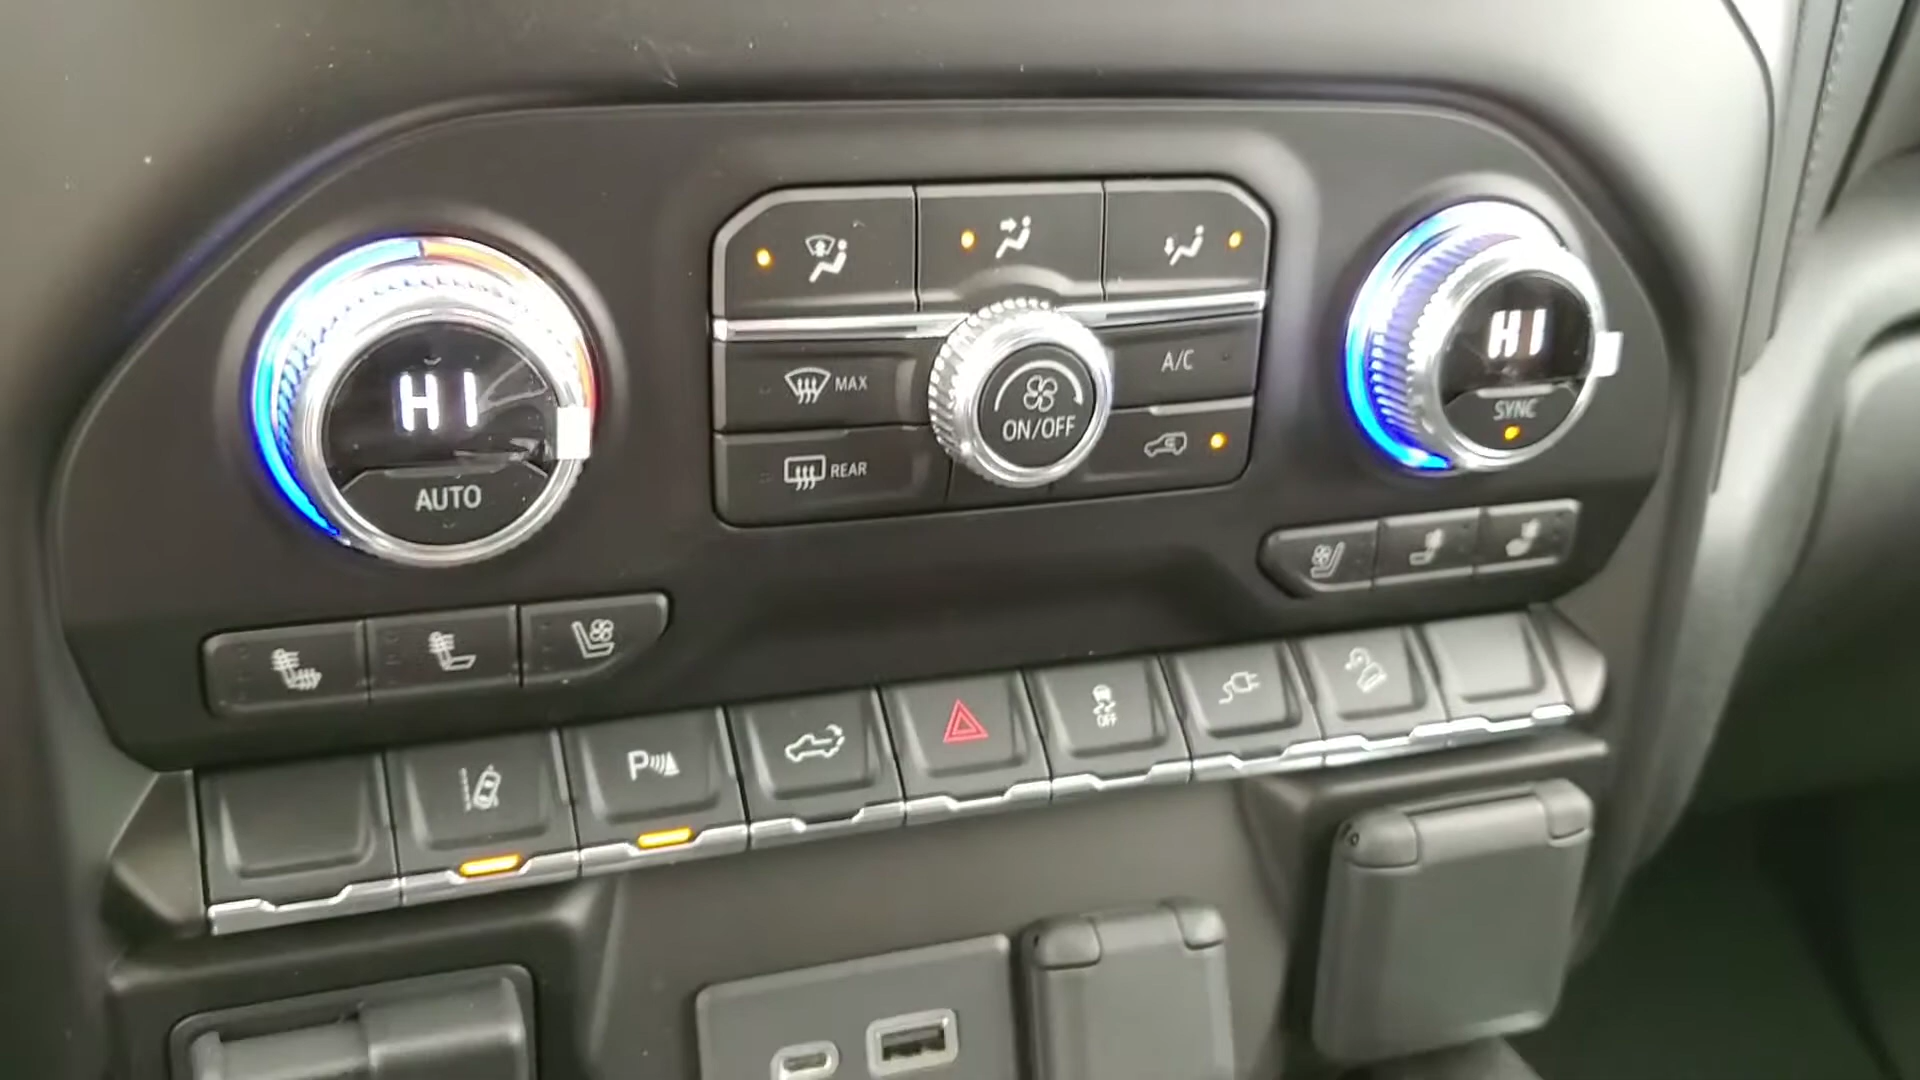 HI
AUTO
MAX
REAR
ON/OFF
A/C
HI
SYNC
P
OFF